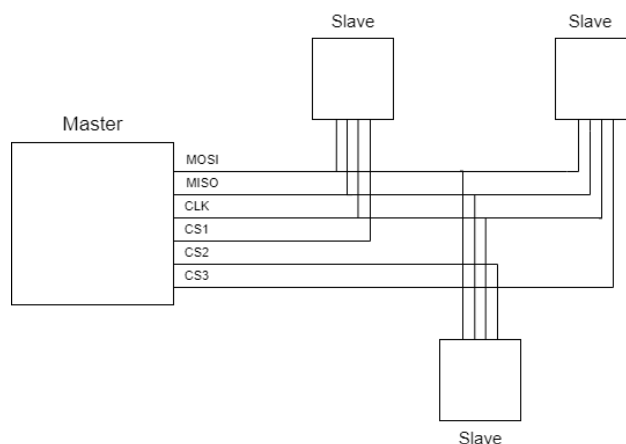 Slave
Slave
Master
MOSI
MISO
CLK
CS1
CS2
CS3
Slave